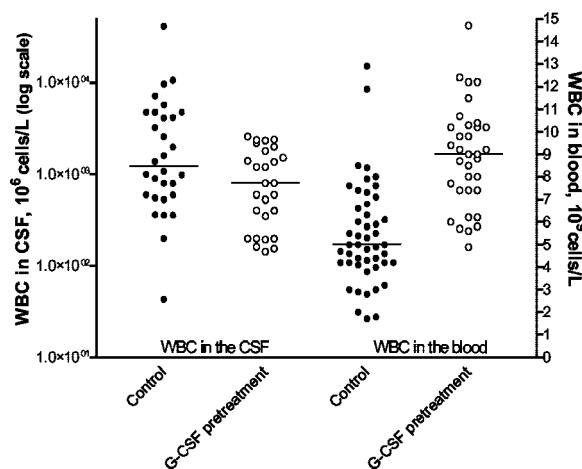 WBC in CSF, 10⁶ cells/L (log scale)
1.0×10⁰⁴
1.0×10⁰³
1.0×10⁰²
1.0×10⁰¹
15
14
13
12
11
10
9
8
7
6
5
4
3
2
1
0
WBC in blood, 10⁹cells/L
WBC in the CSF
WBC in the blood
Control
G-CSF pretreatment
Control
G-CSF pretreatment